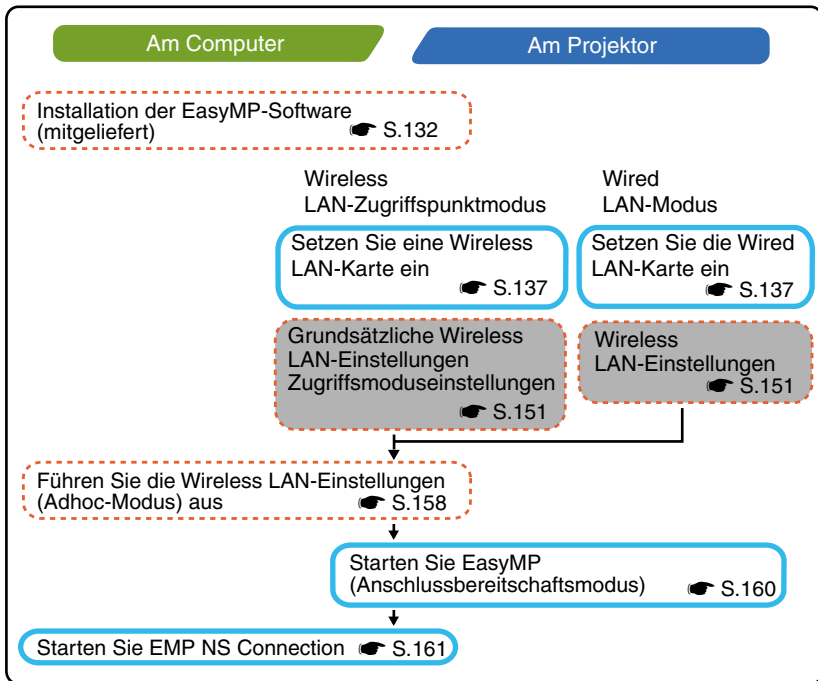 Am Computer
Am Projektor
Installation der EasyMP-Software
(mitgeliefert) ☛ S.132
Wireless
LAN-Zugriffspunktmodus
Setzen Sie eine Wireless
LAN-Karte ein
☛ S.137
Grundsätzliche Wireless
LAN-Einstellungen
Zugriffsmoduseinstellungen
☛ S.151
Wired
LAN-Modus
Setzen Sie die Wired
LAN-Karte ein
☛ S.137
Wireless
LAN-Einstellungen
☛ S.151
Führen Sie die Wireless LAN-Einstellungen
(Adhoc-Modus) aus ☛ S.158
Starten Sie EasyMP
(Anschlussbereitschaftsmodus) ☛ S.160
Starten Sie EMP NS Connection ☛ S.161